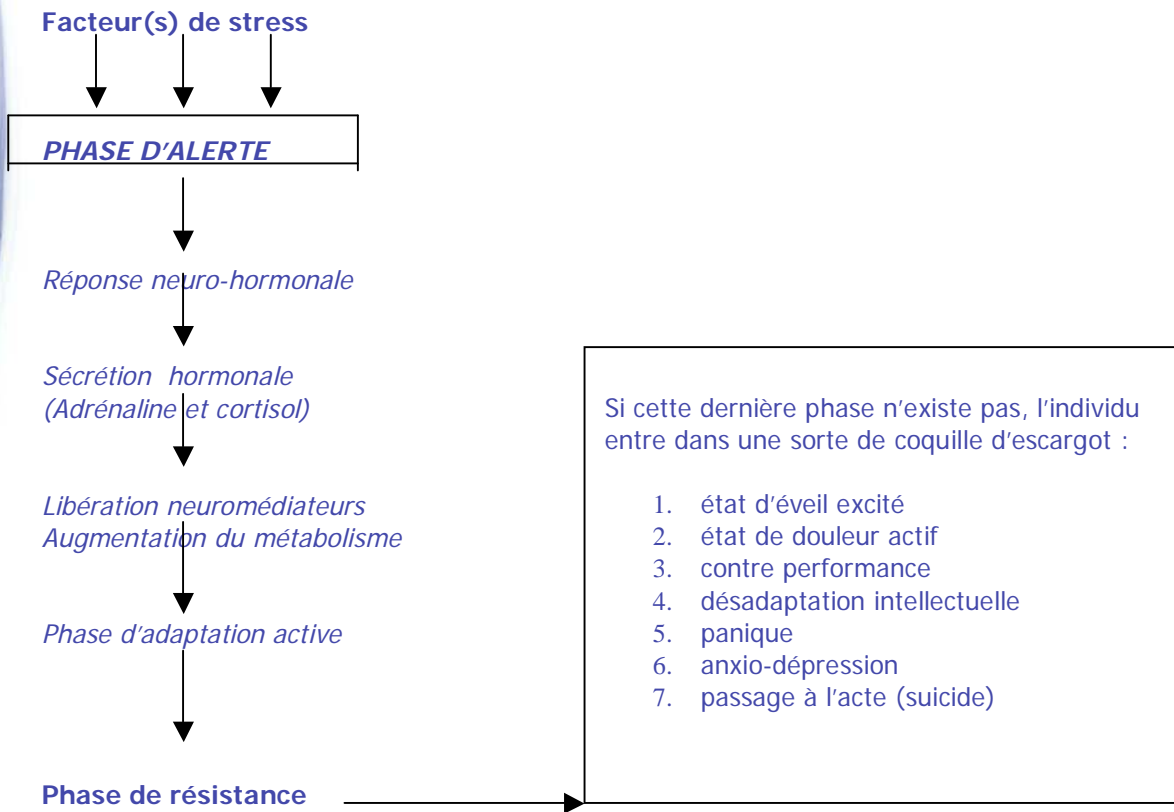 Facteur(s) de stress
PHASE D'ALERTE
Réponse neuro-hormonale
Sécrétion hormonale
(Adrénaline et cortisol)
Libération neuromédiateurs
Augmentation du métabolisme
Phase d'adaptation active
Phase de résistance
Si cette dernière phase n'existe pas, l'individu
entre dans une sorte de coquille d'escargot :
1. état d'éveil excité
2. état de douleur actif
3. contre performance
4. désadaptation intellectuelle
5. panique
6. anxio-dépression
7. passage à l'acte (suicide)